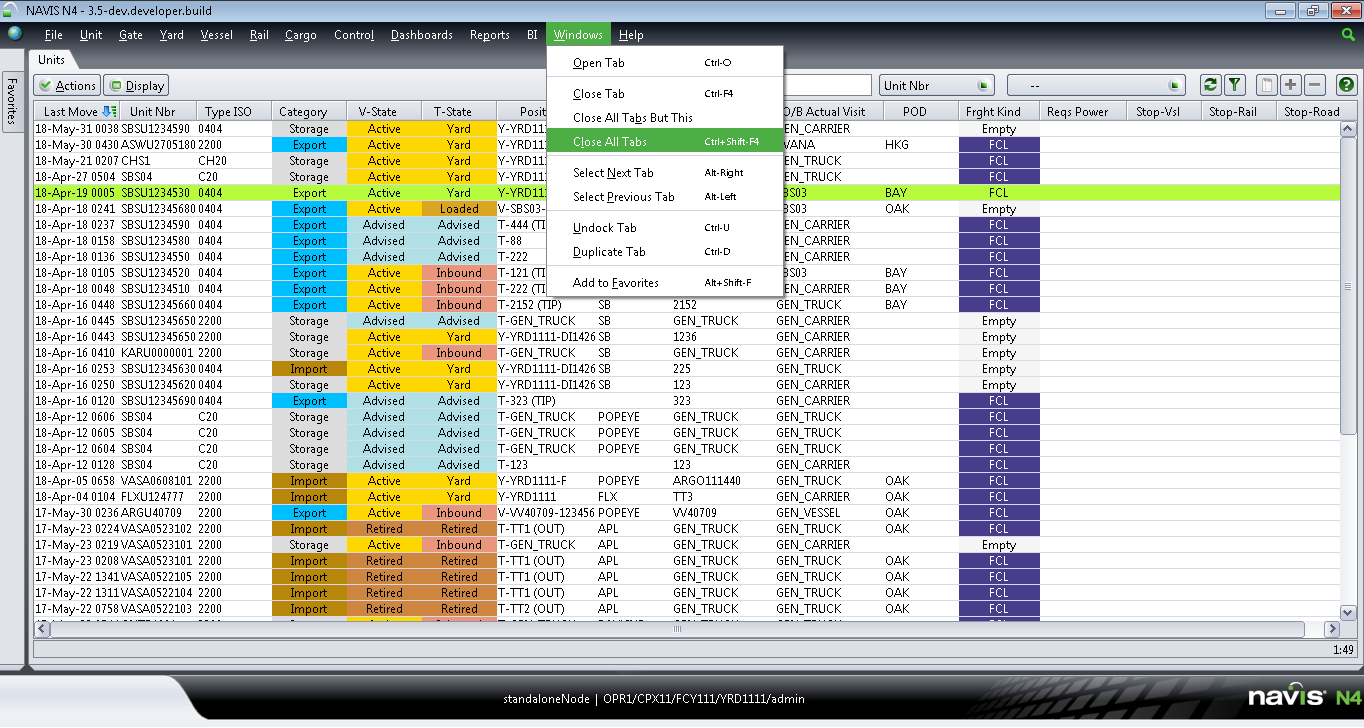 NAVIS N4 - 3.5-dev.developer.build
File Unit Gate Yard Vessel Rail Cargo Control Dashboards Reports BI Windows Help
Units
Favorites
Actions Display Unit Nbr --
Open Tab Ctrl-O
Close Tab Ctrl-F4
Close All Tabs But This
Close All Tabs Ctrl+Shift-F4
Select Next Tab Alt-Right
Select Previous Tab Alt-Left
Undock Tab Ctrl-U
Duplicate Tab Ctrl-D
Add to Favorites Alt+Shift-F
Last Move Unit Nbr Type ISO Category V-State T-State Posit O/B Actual Visit POD Frght Kind Reqs Power Stop-Vsl Stop-Rail Stop-Road
18-May-31 0038 SBSU1234590 0404 Storage Active Yard Y-YRD111 GEN_CARRIER Empty
18-May-30 0430 ASWU2705180 2200 Export Active Yard Y-YRD111 VANA HKG FCL
18-May-21 0207 CHS1 CH20 Storage Active Yard Y-YRD111 GEN_TRUCK FCL
18-Apr-27 0504 SBS04 C20 Storage Active Yard Y-YRD111 GEN_TRUCK FCL
18-Apr-19 0005 SBSU1234530 0404 Export Active Yard Y-YRD111 BS03 BAY FCL
18-Apr-18 0241 SBSU12345680 0404 Export Active Loaded V-SBS03- BS03 OAK Empty
18-Apr-18 0237 SBSU1234590 0404 Export Advised Advised T-444 (TI GEN_CARRIER FCL
18-Apr-18 0158 SBSU1234580 0404 Export Advised Advised T-88 GEN_CARRIER FCL
18-Apr-18 0136 SBSU1234550 0404 Export Advised Advised T-222 GEN_CARRIER FCL
18-Apr-18 0105 SBSU1234520 0404 Export Active Inbound T-121 (TI BS03 BAY FCL
18-Apr-18 0048 SBSU1234510 0404 Export Active Inbound T-222 (TI GEN_CARRIER BAY FCL
18-Apr-16 0448 SBSU12345670 2200 Export Active Inbound T-2152 (TIP) SB 2152 GEN_CARRIER BAY FCL
18-Apr-16 0445 SBSU12345650 2200 Storage Advised Advised T-GEN_TRUCK SB GEN_TRUCK GEN_CARRIER Empty
18-Apr-16 0443 SBSU12345650 2200 Storage Active Yard Y-YRD1111-DI1426 SB 1236 GEN_CARRIER Empty
18-Apr-16 0410 KARU0000001 2200 Storage Active Inbound T-GEN_TRUCK SB GEN_TRUCK GEN_CARRIER Empty
18-Apr-16 0253 SBSU12345630 0404 Import Active Yard Y-YRD1111-DI1426 SB 225 GEN_CARRIER Empty
18-Apr-16 0250 SBSU12345620 0404 Storage Active Yard Y-YRD1111-DI1426 SB 123 GEN_CARRIER Empty
18-Apr-16 0120 SBSU12345690 0404 Export Advised Advised T-323 (TIP) 323 GEN_CARRIER FCL
18-Apr-12 0606 SBS04 C20 Storage Advised Advised T-GEN_TRUCK POPEYE GEN_TRUCK GEN_TRUCK FCL
18-Apr-12 0605 SBS04 C20 Storage Advised Advised T-GEN_TRUCK POPEYE GEN_TRUCK GEN_TRUCK FCL
18-Apr-12 0604 SBS04 C20 Storage Advised Advised T-GEN_TRUCK POPEYE GEN_TRUCK GEN_TRUCK FCL
18-Apr-12 0128 SBS04 C20 Storage Advised Advised T-123 123 GEN_CARRIER FCL
18-Apr-05 0658 VASA0608101 2200 Import Active Yard Y-YRD1111-F POPEYE ARGO111440 GEN_TRUCK OAK FCL
18-Apr-04 0104 FLXU124777 2200 Import Active Yard Y-YRD1111 FLX TT3 GEN_TRUCK OAK FCL
17-May-30 0236 ARGU40709 2200 Export Active Inbound V-VV40709-123456 POPEYE VV40709 GEN_VESSEL OAK FCL
17-May-23 0224 VASA0523102 2200 Import Retired Retired T-TT1 (OUT) APL GEN_TRUCK GEN_TRUCK OAK FCL
17-May-23 0219 VASA0523101 2200 Storage Active Inbound T-GEN_TRUCK APL GEN_TRUCK GEN_CARRIER Empty
17-May-23 0208 VASA0523101 2200 Import Retired Retired T-TT1 (OUT) APL GEN_TRUCK GEN_TRUCK OAK FCL
17-May-22 1341 VASA0522105 2200 Import Retired Retired T-TT1 (OUT) APL GEN_TRUCK GEN_TRUCK OAK FCL
17-May-22 1311 VASA0522104 2200 Import Retired Retired T-TT1 (OUT) APL GEN_TRUCK GEN_TRUCK OAK FCL
17-May-22 0758 VASA0522103 2200 Import Retired Retired T-TT2 (OUT) APL GEN_TRUCK GEN_TRUCK OAK FCL
1:49
standaloneNode | OPR1/CPX11/FCY111/YRD1111/admin
navis N4